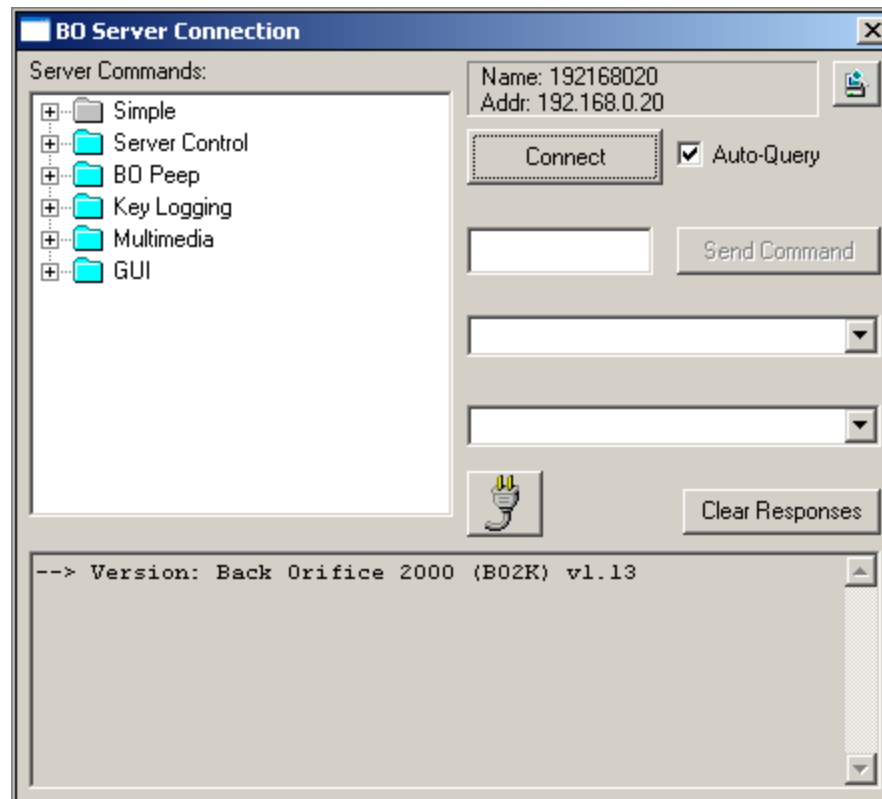 BO Server Connection
Server Commands:
Simple
Server Control
BO Peep
Key Logging
Multimedia
GUI
Name: 192168020
Addr: 192.168.0.20
Connect
Auto-Query
Send Command
Clear Responses
--> Version: Back Orifice 2000 (BO2K) v1.13